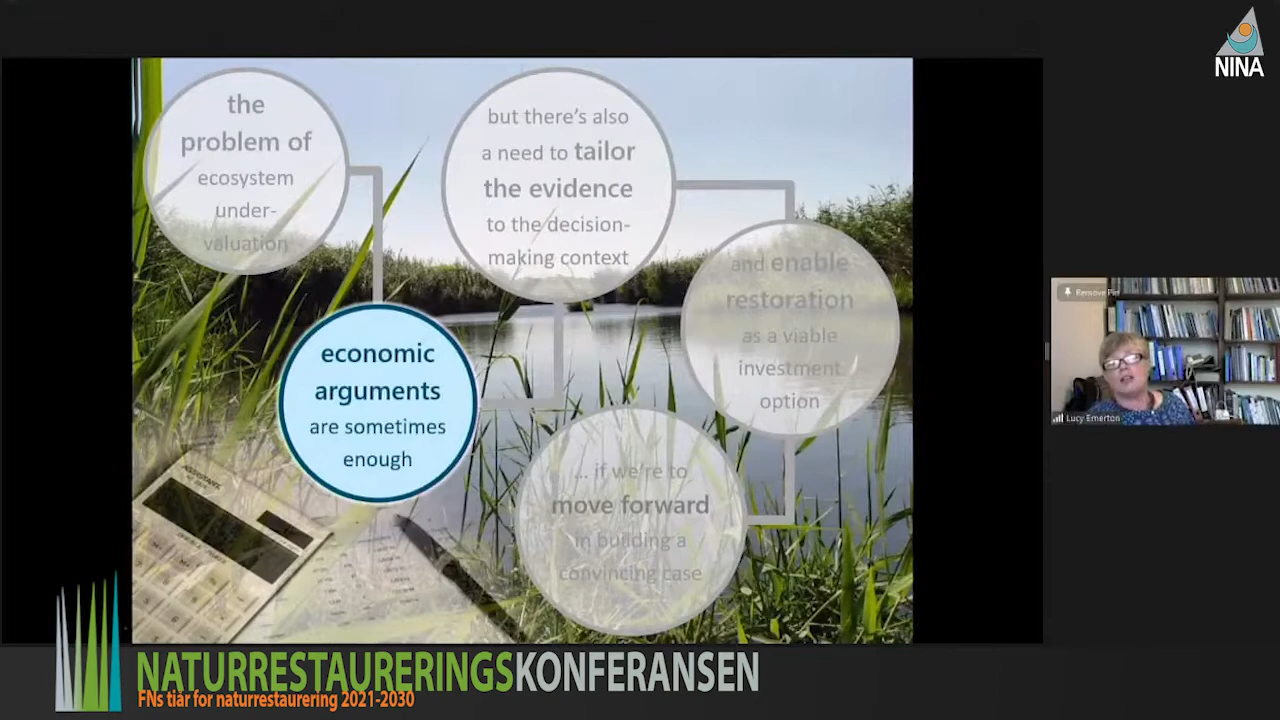 NINA
the
problem of
ecosystem
under-
valuation
economic
arguments
are sometimes
enough
but there's also
a need to tailor
the evidence
to the decision-
making context
and enable
restoration
as a viable
investment
option
... if we're to
move forward
in building a
convincing case
Remove Pin
Lucy Emerton
NATURRESTAURERINGSKONFERANSEN
FNs tiår for naturrestaurering 2021-2030